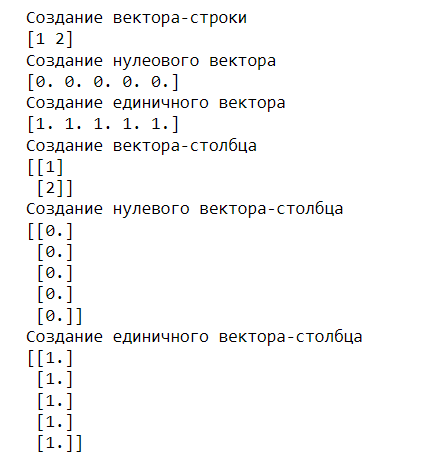 Создание вектора-строки
[1 2]
Создание нулеового вектора
[0. 0. 0. 0. 0.]
Создание единичного вектора
[1. 1. 1. 1. 1.]
Создание вектора-столбца
[[1]
 [2]]
Создание нулевого вектора-столбца
[[0.]
 [0.]
 [0.]
 [0.]
 [0.]]
Создание единичного вектора-столбца
[[1.]
 [1.]
 [1.]
 [1.]
 [1.]]